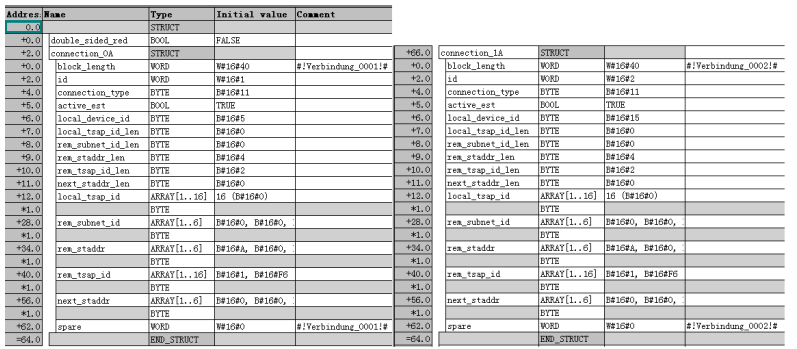 Addres Name Type Initial value Comment
0.0 STRUCT
+0.0 double_sided_red BOOL FALSE
+2.0 connection_0A STRUCT
+0.0 block_length WORD W#16#40 #!Verbindung_0001!#
+2.0 id WORD W#16#1
+4.0 connection_type BYTE B#16#11
+5.0 active_est BOOL TRUE
+6.0 local_device_id BYTE B#16#5
+7.0 local_tsap_id_len BYTE B#16#0
+8.0 rem_subnet_id_len BYTE B#16#0
+9.0 rem_staddr_len BYTE B#16#4
+10.0 rem_tsap_id_len BYTE B#16#2
+11.0 next_staddr_len BYTE B#16#0
+12.0 local_tsap_id ARRAY[1..16] 16 (B#16#0)
*1.0 BYTE
+28.0 rem_subnet_id ARRAY[1..6] B#16#0, B#16#0,
*1.0 BYTE
+34.0 rem_staddr ARRAY[1..6] B#16#A, B#16#0,
*1.0 BYTE
+40.0 rem_tsap_id ARRAY[1..16] B#16#1, B#16#F6
*1.0 BYTE
+56.0 next_staddr ARRAY[1..6] B#16#0, B#16#0,
*1.0 BYTE
+62.0 spare WORD W#16#0 #!Verbindung_0001!#
=64.0 END_STRUCT
+66.0 connection_1A STRUCT
+0.0 block_length WORD W#16#40 #!Verbindung_0002!#
+2.0 id WORD W#16#2
+4.0 connection_type BYTE B#16#11
+5.0 active_est BOOL TRUE
+6.0 local_device_id BYTE B#16#15
+7.0 local_tsap_id_len BYTE B#16#0
+8.0 rem_subnet_id_len BYTE B#16#0
+9.0 rem_staddr_len BYTE B#16#4
+10.0 rem_tsap_id_len BYTE B#16#2
+11.0 next_staddr_len BYTE B#16#0
+12.0 local_tsap_id ARRAY[1..16] 16 (B#16#0)
*1.0 BYTE
+28.0 rem_subnet_id ARRAY[1..6] B#16#0, B#16#0,
*1.0 BYTE
+34.0 rem_staddr ARRAY[1..6] B#16#A, B#16#0,
*1.0 BYTE
+40.0 rem_tsap_id ARRAY[1..16] B#16#1, B#16#F6
*1.0 BYTE
+56.0 next_staddr ARRAY[1..6] B#16#0, B#16#0,
*1.0 BYTE
+62.0 spare WORD W#16#0 #!Verbindung_0002!#
=64.0 END_STRUCT